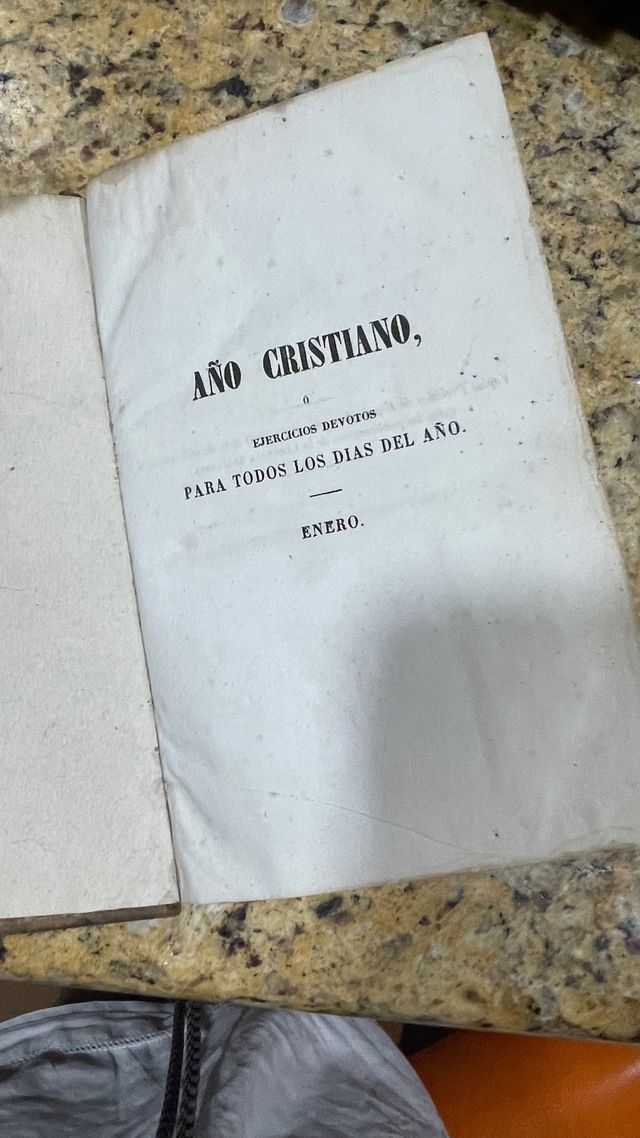 AÑO CRISTIANO,
Ó
EJERCICIOS DEVOTOS
PARA TODOS LOS DIAS DEL AÑO.
ENERO.